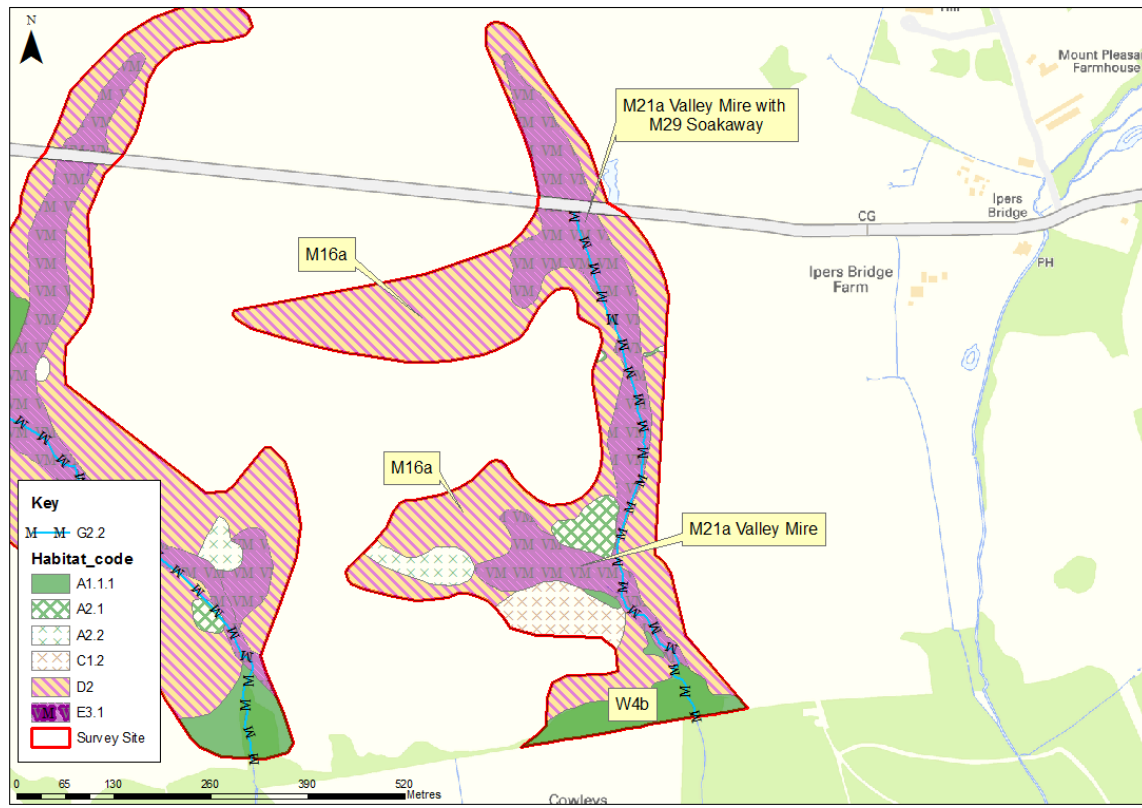 N
Hill
Mount Pleasa
Farmhouse
M21a Valley Mire with
M29 Soakaway
Ipers
Bridge
CG
M16a
PH
Ipers Bridge
Farm
M16a
M21a Valley Mire
W4b
Key
M M G2.2
Habitat_code
A1.1.1
A2.1
A2.2
C1.2
D2
VM V E3.1
Survey Site
0 65 130 260 390 520
Metres
Cowleys